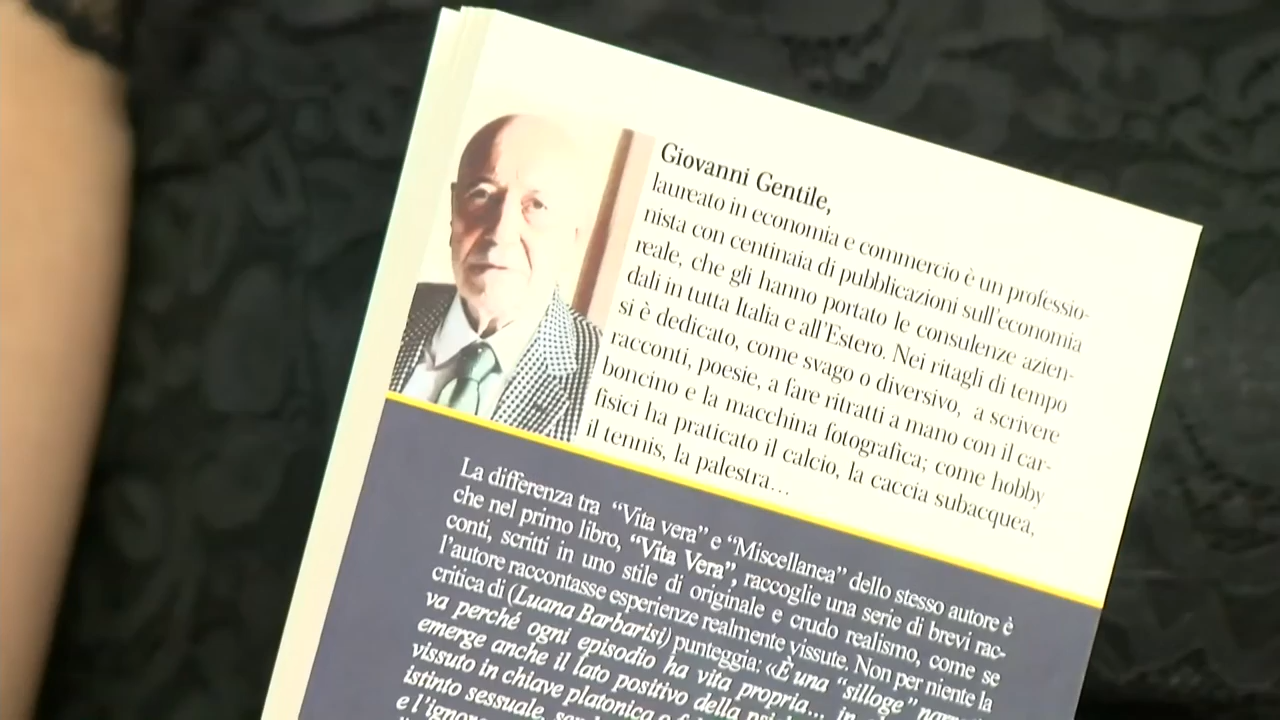 Giovanni Gentile,
laureato in economia e commercio è un professio-
nista con centinaia di pubblicazioni sull'economia
reale, che gli hanno portato le consulenze azien-
dali in tutta Italia e all'Estero. Nei ritagli di tempo
si è dedicato, come svago o diversivo, a scrivere
racconti, poesie, a fare ritratti a mano con il car-
boncino e la macchina fotografica; come hobby
fisici ha praticato il calcio, la caccia subacquea,
il tennis, la palestra...
La differenza tra “Vita vera” e “Miscellanea” dello stesso autore è
che nel primo libro, “Vita Vera”, raccoglie una serie di brevi rac-
conti, scritti in uno stile di originale e crudo realismo, come se
l'autore raccontasse esperienze realmente vissute. Non per niente la
critica di (Luana Barbarisi) punteggia: «È una “silloge”
va perché ogni episodio ha vita propria... in
emerge anche il lato positivo della
vissuto in chiave platonica o
istinto sessuale,
e